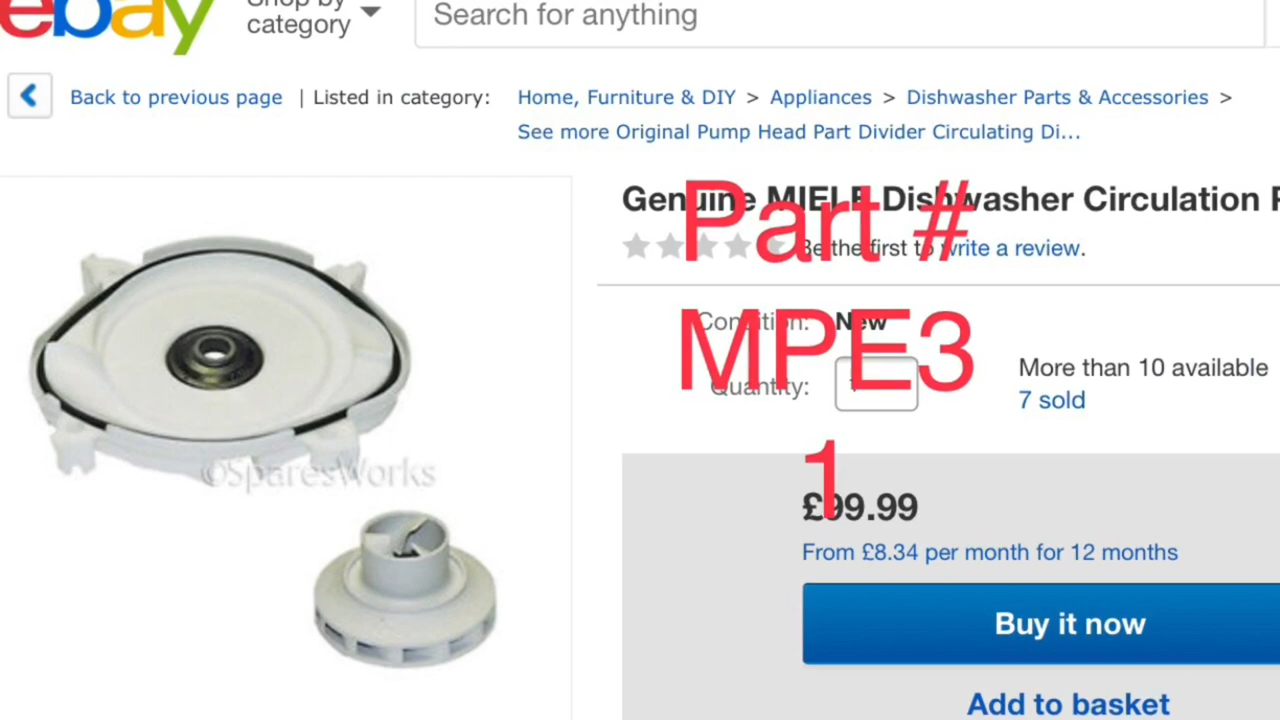 ebay
Shop by
category
Search for anything
Back to previous page | Listed in category: Home, Furniture & DIY > Appliances > Dishwasher Parts & Accessories >
See more Original Pump Head Part Divider Circulating Di...
Genuine MIELE Dishwasher Circulation P
Part #
Be the first to write a review.
Condition: New
MPE3
Quantity: 1
More than 10 available
7 sold
1
©SparesWorks
£99.99
From £8.34 per month for 12 months
Buy it now
Add to basket